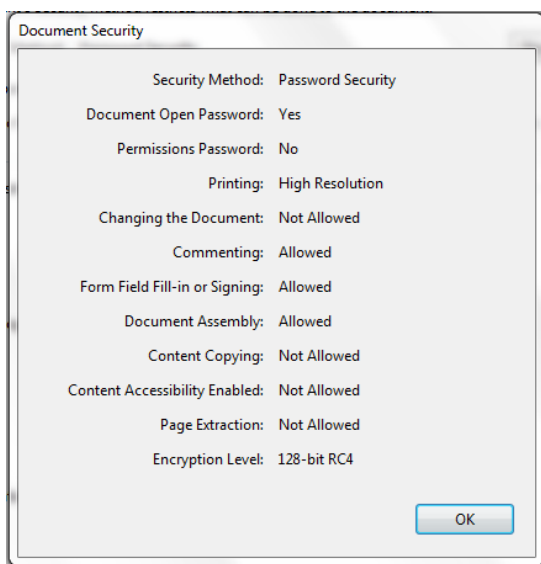 Document Security
Security Method: Password Security
Document Open Password: Yes
Permissions Password: No
Printing: High Resolution
Changing the Document: Not Allowed
Commenting: Allowed
Form Field Fill-in or Signing: Allowed
Document Assembly: Allowed
Content Copying: Not Allowed
Content Accessibility Enabled: Not Allowed
Page Extraction: Not Allowed
Encryption Level: 128-bit RC4
OK